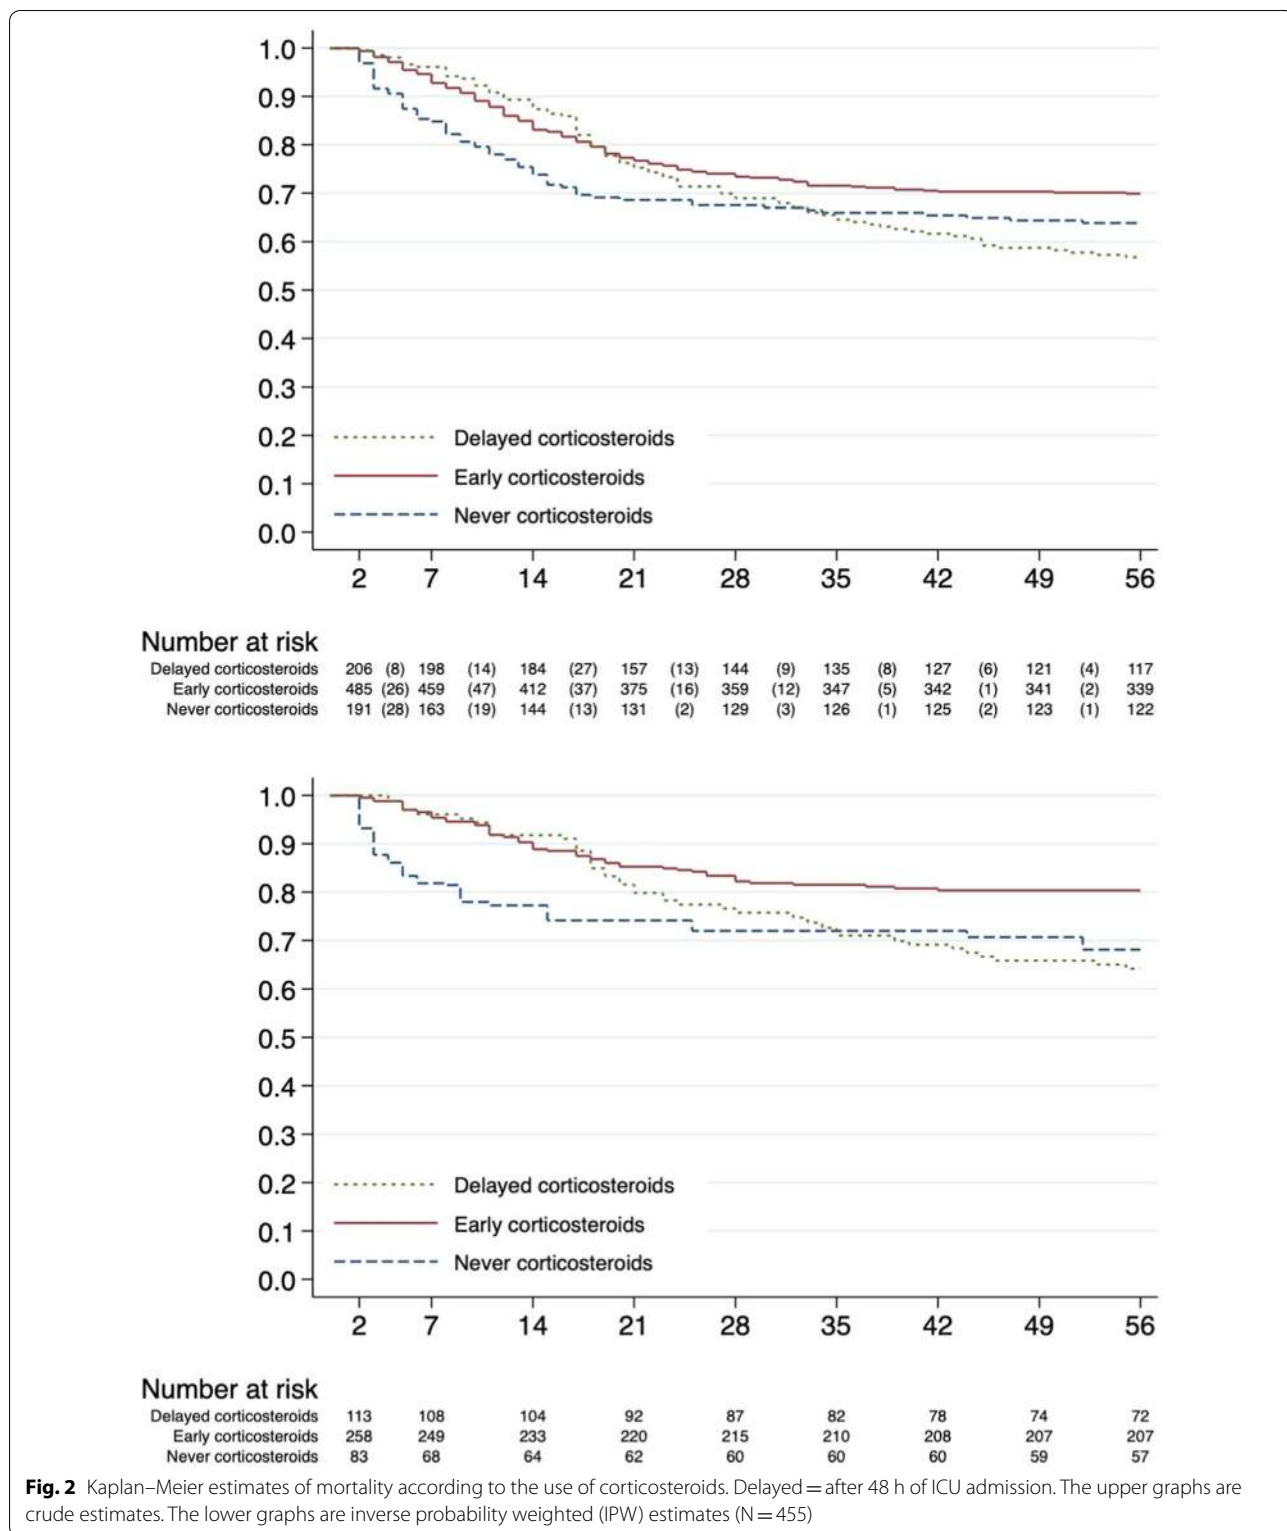 1.0
0.9
0.8
0.7
0.6
0.5
0.4
0.3
0.2
0.1
0.0
Delayed corticosteroids
Early corticosteroids
Never corticosteroids
2 7 14 21 28 35 42 49 56
Number at risk
Delayed corticosteroids 206 (8) 198 (14) 184 (27) 157 (13) 144 (9) 135 (8) 127 (6) 121 (4) 117
Early corticosteroids 485 (26) 459 (47) 412 (37) 375 (16) 359 (12) 347 (5) 342 (1) 341 (2) 339
Never corticosteroids 191 (28) 163 (19) 144 (13) 131 (2) 129 (3) 126 (1) 125 (2) 123 (1) 122
1.0
0.9
0.8
0.7
0.6
0.5
0.4
0.3
0.2
0.1
0.0
Delayed corticosteroids
Early corticosteroids
Never corticosteroids
2 7 14 21 28 35 42 49 56
Number at risk
Delayed corticosteroids 113 108 104 92 87 82 78 74 72
Early corticosteroids 258 249 233 220 215 210 208 207 207
Never corticosteroids 83 68 64 62 60 60 60 59 57
Fig. 2 Kaplan–Meier estimates of mortality according to the use of corticosteroids. Delayed = after 48 h of ICU admission. The upper graphs are
crude estimates. The lower graphs are inverse probability weighted (IPW) estimates (N = 455)